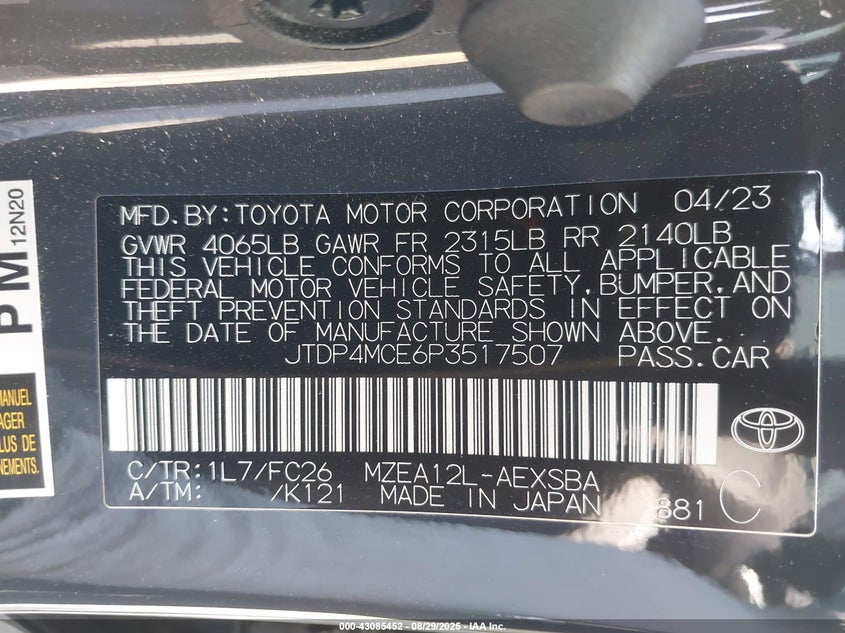 MFD.BY:TOYOTA MOTOR CORPORATION 04/23
GVWR 4065LB GAWR FR 2315LB RR 2140LB
THIS VEHICLE CONFORMS TO ALL APPLICABLE
FEDERAL MOTOR VEHICLE SAFETY,BUMPER,AND
THEFT PREVENTION STANDARDS IN EFFECT ON
THE DATE OF MANUFACTURE SHOWN ABOVE.
JTDP4MCE6P3517507 PASS.CAR
C/TR:1L7/FC26 MZEA12L-AEXSBA
A/TM: /K121 MADE IN JAPAN 881 C
PM
12N20
MANUEL
AGER
LUS DE
NEMENTS.
000-43085452 - 08/29/2025 - IAA Inc.